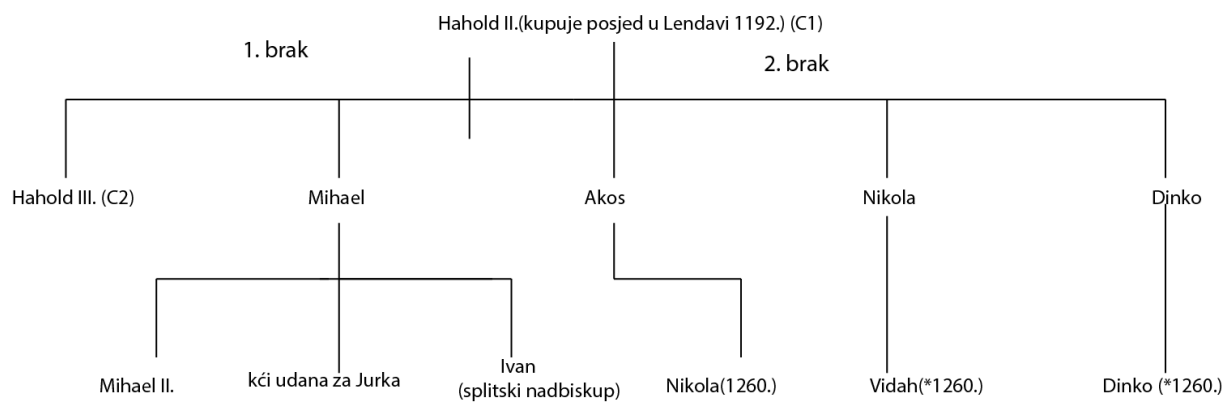 Hahold II.(kupuje posjed u Lendavi 1192.) (C1)
1. brak
2. brak
Hahold III. (C2)
Mihael
Akos
Nikola
Dinko
Mihael II.
kći udana za Jurka
Ivan
(splitski nadbiskup)
Nikola(1260.)
Vidah(*1260.)
Dinko (*1260.)